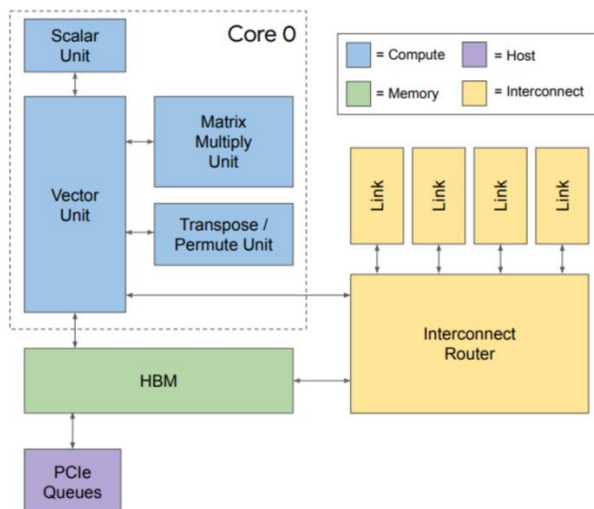 Scalar
Unit
Core 0
Vector
Unit
Matrix
Multiply
Unit
Transpose /
Permute Unit
HBM
PCIe
Queues
= Compute
= Host
= Memory
= Interconnect
Link
Link
Link
Link
Interconnect
Router